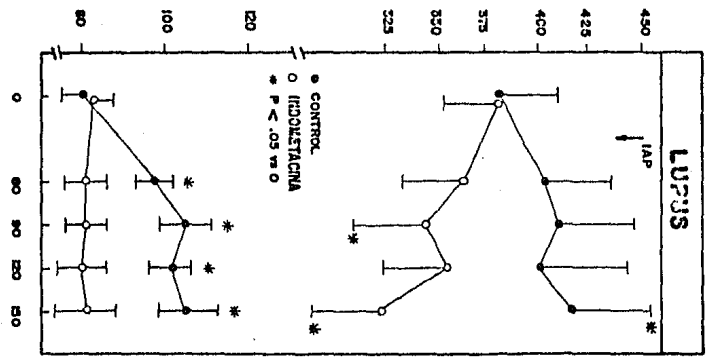 LUPUS
IAP
450
425
400
375
350
325
120
100
80
● CONTROL
○ INDOMETACINA
* P < .05 vs 0
0
60
90
120
150